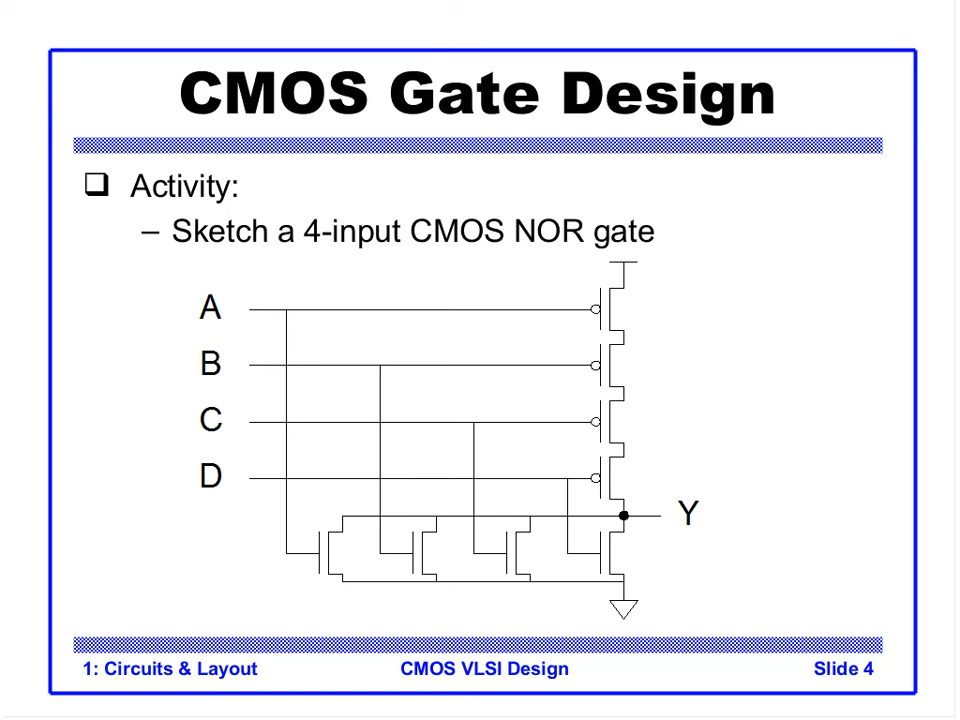 CMOS Gate Design
❑ Activity:
– Sketch a 4-input CMOS NOR gate
A
B
C
D
Y
1: Circuits & Layout
CMOS VLSI Design
Slide 4